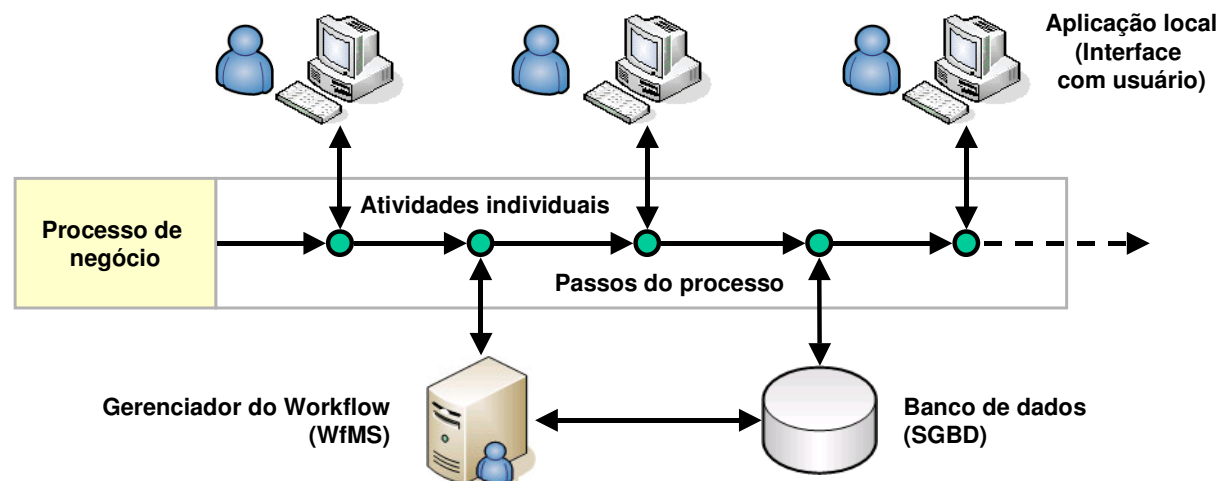 Aplicação local
(Interface
com usuário)
Atividades individuais
Processo de
negócio
Passos do processo
Gerenciador do Workflow
(WfMS)
Banco de dados
(SGBD)